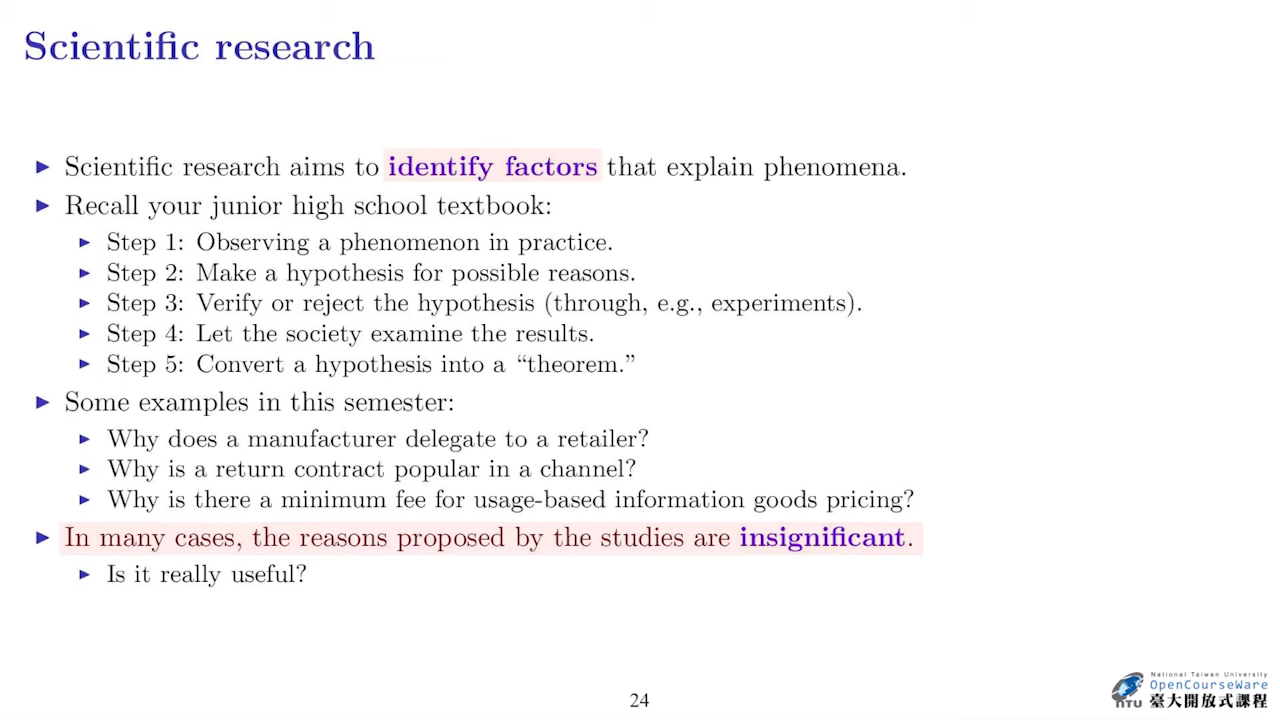 Scientific research
Scientific research aims to identify factors that explain phenomena.
Recall your junior high school textbook:
Step 1: Observing a phenomenon in practice.
Step 2: Make a hypothesis for possible reasons.
Step 3: Verify or reject the hypothesis (through, e.g., experiments).
Step 4: Let the society examine the results.
Step 5: Convert a hypothesis into a “theorem.”
Some examples in this semester:
Why does a manufacturer delegate to a retailer?
Why is a return contract popular in a channel?
Why is there a minimum fee for usage-based information goods pricing?
In many cases, the reasons proposed by the studies are insignificant.
Is it really useful?
24
National Taiwan University
OpenCourseWare
NTU 臺大開放式課程